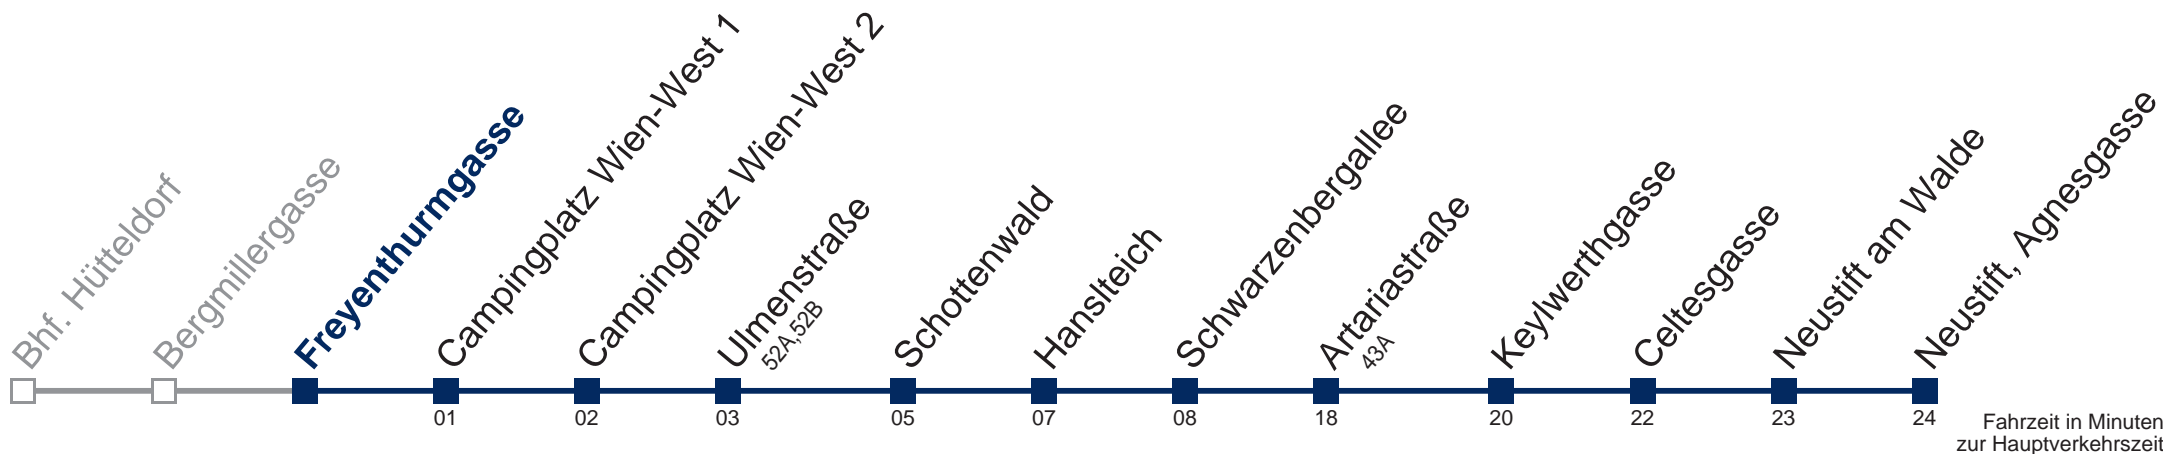 Bhf. Hütteldorf
Bergmillergasse
Freyenthurmgasse
Campingplatz Wien-West 1
Campingplatz Wien-West 2
Ulmenstraße
52A,52B
Schottenwald
Hanslteich
Schwarzenbergallee
Artariastraße
43A
Keylwerthgasse
Celtesgasse
Neustift am Walde
Neustift, Agnesgasse
01 02 03 05 07 08 18 20 22 23 24
Fahrzeit in Minuten
zur Hauptverkehrszeit